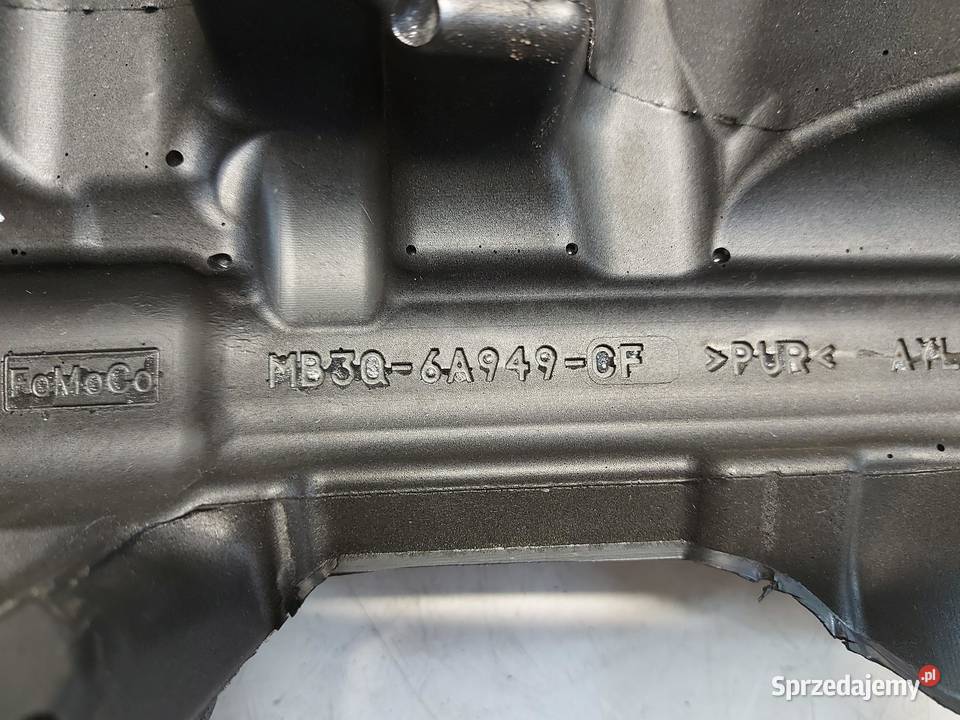 FoMoCo MB3Q-6A949-CF >PUR<
Sprzedajemy.pl